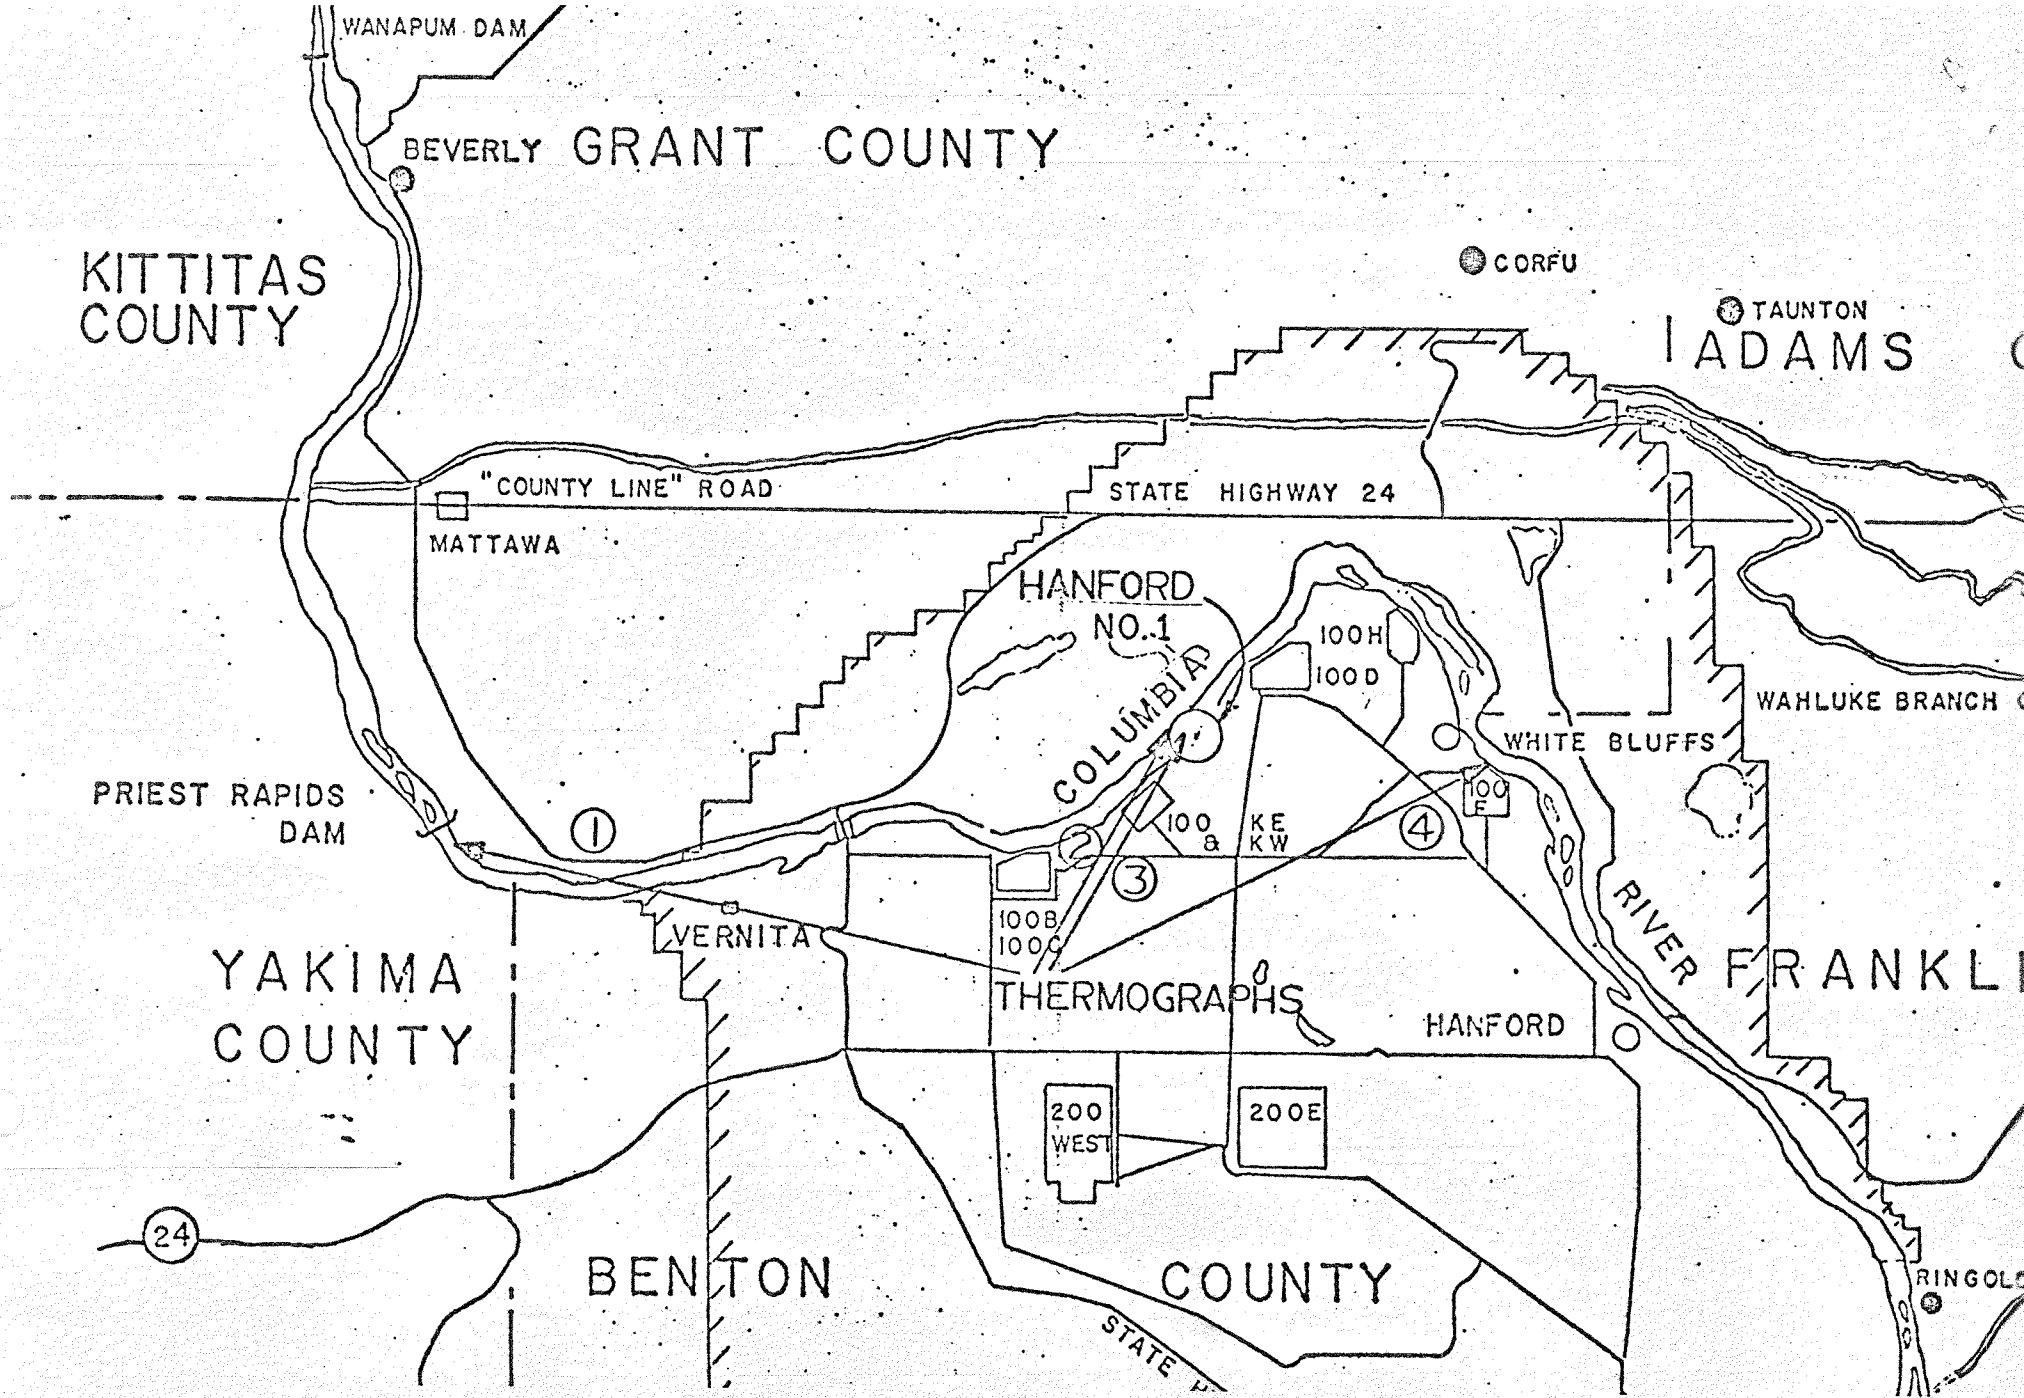 WANAPUM DAM
BEVERLY
GRANT COUNTY
KITTITAS
COUNTY
CORFU
TAUNTON
ADAMS
"COUNTY LINE" ROAD
STATE HIGHWAY 24
MATTAWA
HANFORD
NO. 1
100H
100D
COLUMBIA
WAHLUKE BRANCH
WHITE BLUFFS
PRIEST RAPIDS
DAM
1
2
3
4
100
&
KE
KW
100
F
100B
100C
VERNITA
RIVER
YAKIMA
COUNTY
THERMOGRAPHS
HANFORD
FRANKLI
200
WEST
200E
24
BENTON COUNTY
RINGOLD
STATE